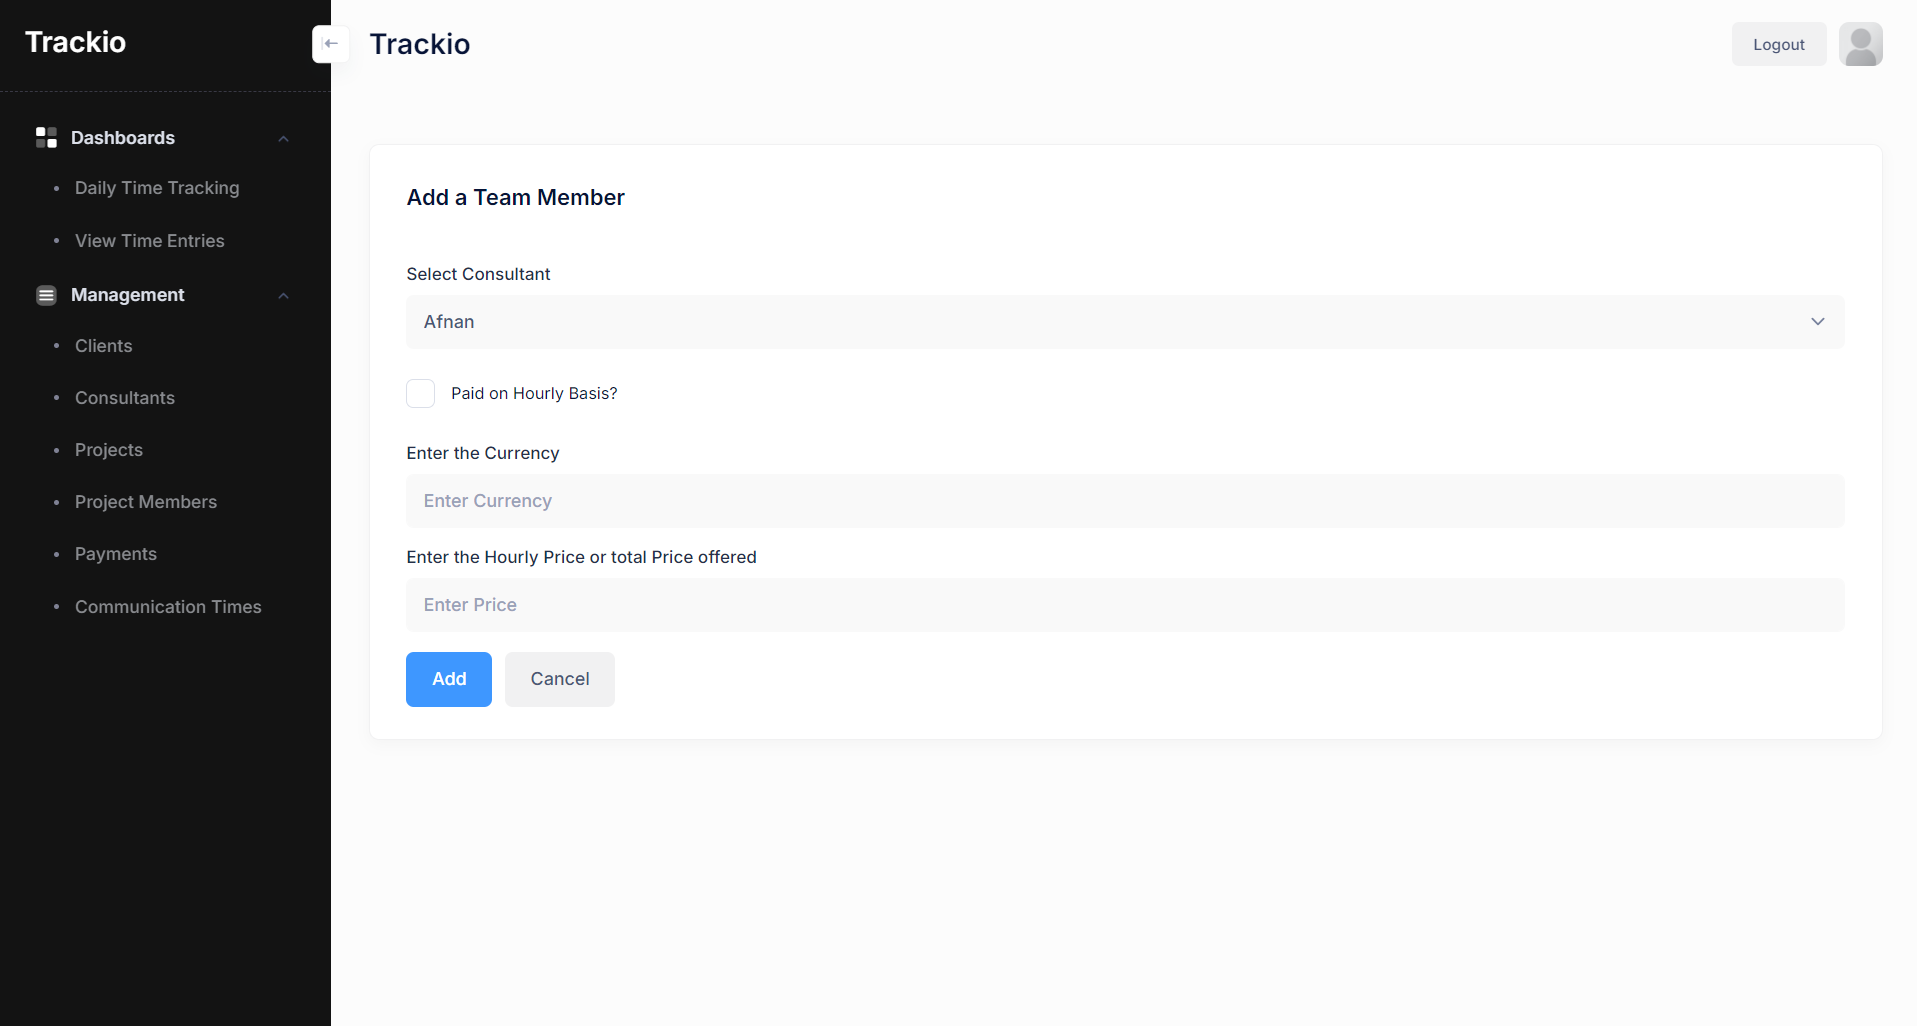 Trackio
Trackio
Logout
Dashboards
Daily Time Tracking
View Time Entries
Management
Clients
Consultants
Projects
Project Members
Payments
Communication Times
Add a Team Member
Select Consultant
Afnan
Paid on Hourly Basis?
Enter the Currency
Enter Currency
Enter the Hourly Price or total Price offered
Enter Price
Add
Cancel